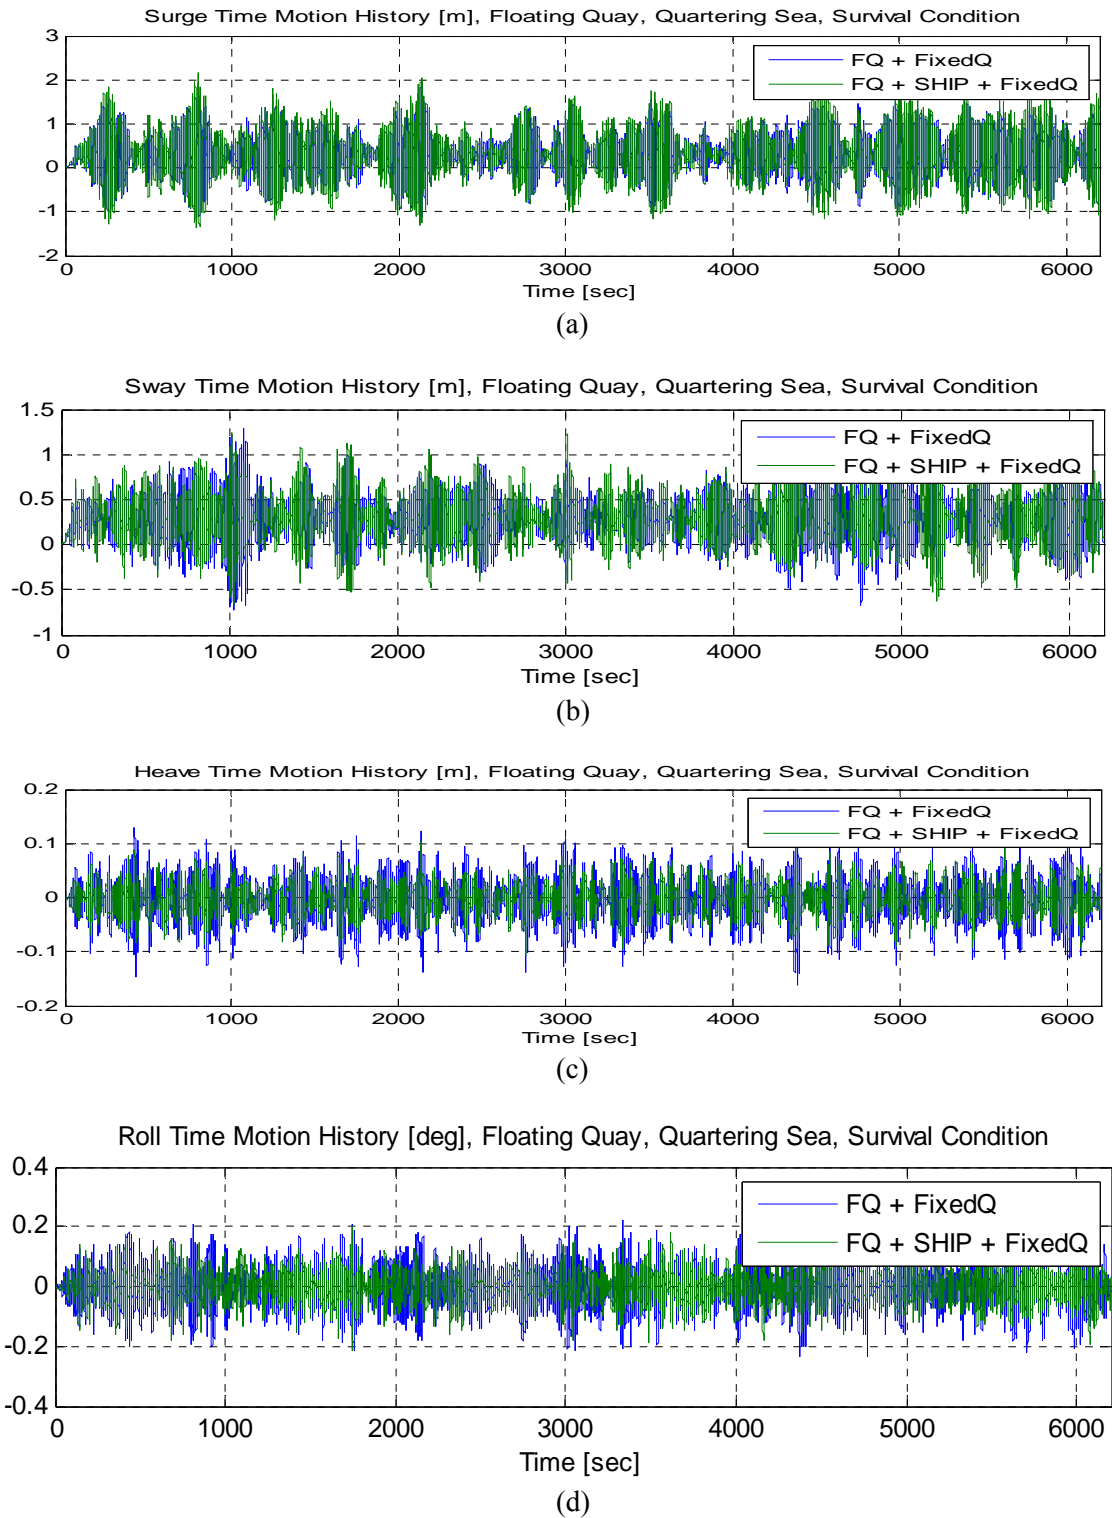 Surge Time Motion History [m], Floating Quay, Quartering Sea, Survival Condition
3
2
1
0
-1
-2
FQ + FixedQ
FQ + SHIP + FixedQ
0 1000 2000 3000 4000 5000 6000
Time [sec]
(a)
Sway Time Motion History [m], Floating Quay, Quartering Sea, Survival Condition
1.5
1
0.5
0
-0.5
-1
FQ + FixedQ
FQ + SHIP + FixedQ
0 1000 2000 3000 4000 5000 6000
Time [sec]
(b)
Heave Time Motion History [m], Floating Quay, Quartering Sea, Survival Condition
0.2
0.1
0
-0.1
-0.2
FQ + FixedQ
FQ + SHIP + FixedQ
0 1000 2000 3000 4000 5000 6000
Time [sec]
(c)
Roll Time Motion History [deg], Floating Quay, Quartering Sea, Survival Condition
0.4
0.2
0
-0.2
-0.4
FQ + FixedQ
FQ + SHIP + FixedQ
0 1000 2000 3000 4000 5000 6000
Time [sec]
(d)